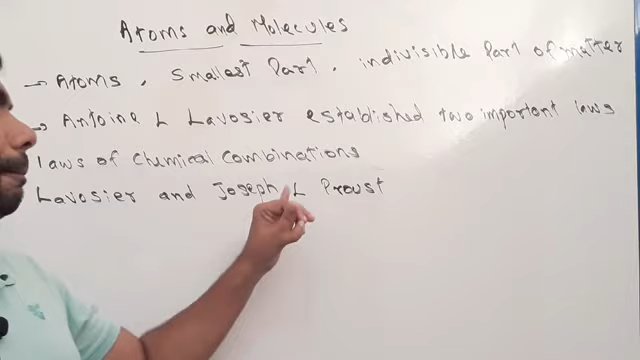 Atoms and Molecules
→ Atoms, Smallest Part, indivisible Part of matter
→ Antoine L Lavosier established two important laws
laws of Chemical Combinations
Lavosier and Joseph L Proust